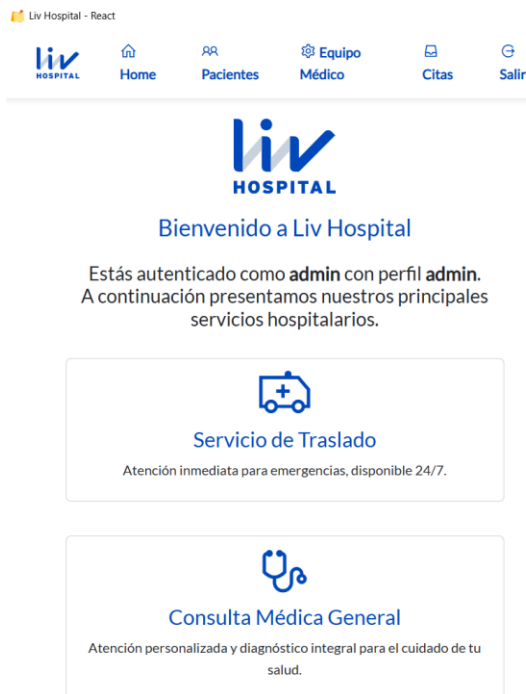 Liv Hospital - React
liv
HOSPITAL
Home
Pacientes
Equipo
Médico
Citas
Salir
liv
HOSPITAL
Bienvenido a Liv Hospital
Estás autenticado como admin con perfil admin.
A continuación presentamos nuestros principales
servicios hospitalarios.
Servicio de Traslado
Atención inmediata para emergencias, disponible 24/7.
Consulta Médica General
Atención personalizada y diagnóstico integral para el cuidado de tu
salud.